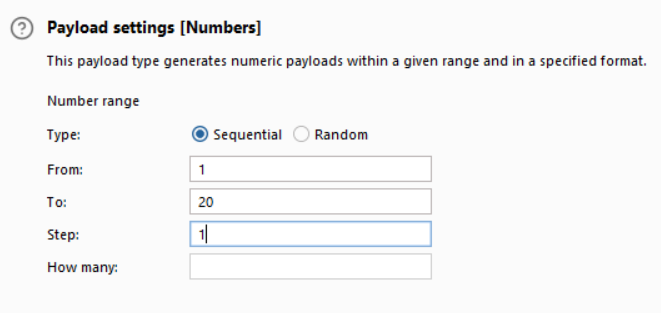 Payload settings [Numbers]
This payload type generates numeric payloads within a given range and in a specified format.
Number range
Type: Sequential Random
From: 1
To: 20
Step: 1
How many: